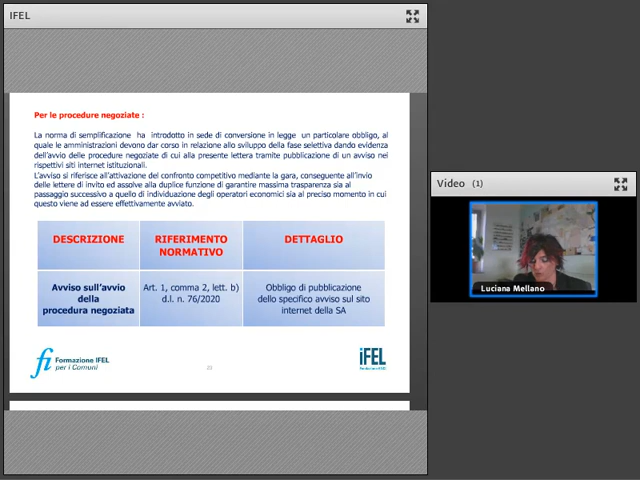 IFEL
Per le procedure negoziate :
La norma di semplificazione ha introdotto in sede di conversione in legge un particolare obbligo, al
quale le amministrazioni devono dar corso in relazione allo sviluppo della fase selettiva dando evidenza
dell'avvio delle procedure negoziate di cui alla presente lettera tramite pubblicazione di un avviso nei
rispettivi siti internet istituzionali.
L'avviso si riferisce all'attivazione del confronto competitivo mediante la gara, conseguente all'invio
delle lettere di invito ed assolve alla duplice funzione di garantire massima trasparenza sia al
passaggio successivo a quello di individuazione degli operatori economici sia al preciso momento in cui
questo viene ad essere effettivamente avviato.
DESCRIZIONE
RIFERIMENTO
NORMATIVO
DETTAGLIO
Avviso sull'avvio
della
procedura negoziata
Art. 1, comma 2, lett. b)
d.l. n. 76/2020
Obbligo di pubblicazione
dello specifico avviso sul sito
internet della SA
fi Formazione IFEL
per i Comuni
20
iFEL
Fondazione ANCI
Video (1)
Luciana Mellano